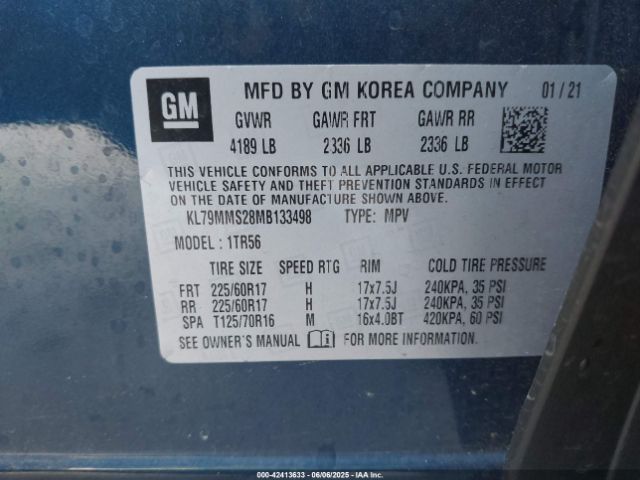 GM
MFD BY GM KOREA COMPANY 01/21
GVWR GAWR FRT GAWR RR
4189 LB 2336 LB 2336 LB
THIS VEHICLE CONFORMS TO ALL APPLICABLE U.S. FEDERAL MOTOR
VEHICLE SAFETY AND THEFT PREVENTION STANDARDS IN EFFECT
ON THE DATE OF MANUFACTURE SHOWN ABOVE.
KL79MMS28MB133498 TYPE: MPV
MODEL: 1TR56
TIRE SIZE SPEED RTG RIM COLD TIRE PRESSURE
FRT 225/60R17 H 17x7.5J 240KPA, 35 PSI
RR 225/60R17 H 17x7.5J 240KPA, 35 PSI
SPA T125/70R16 M 16x4.0BT 420KPA, 60 PSI
SEE OWNER'S MANUAL i FOR MORE INFORMATION.
000-42413633 - 06/06/2025 - IAA Inc.